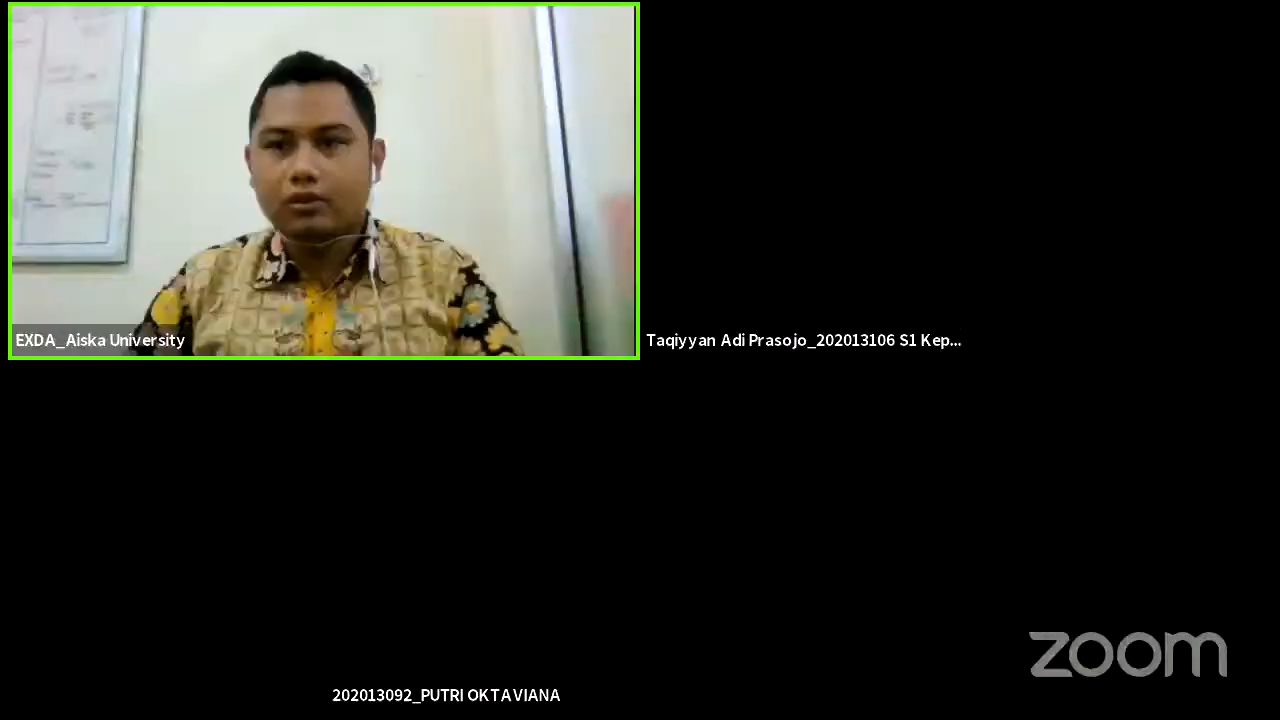 EXDA_Aiska University
Taqiyyan Adi Prasojo_202013106 S1 Kep...
202013092_PUTRI OKTAVIANA
zoom